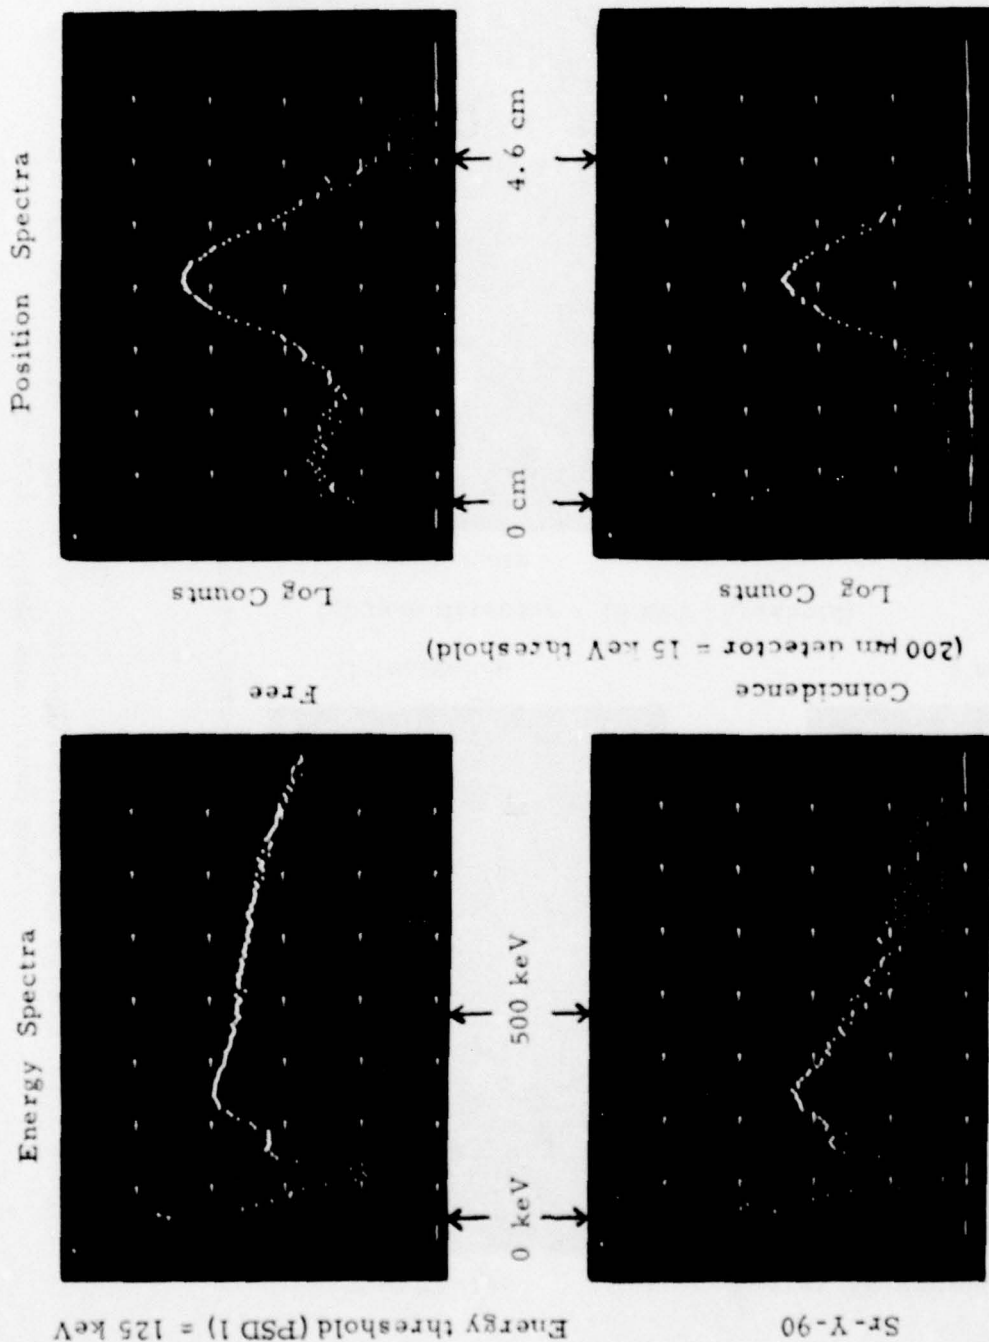 Energy Spectra
Position Spectra
Energy threshold (PSD 1) = 125 keV
Free
Log Counts
0 keV
500 keV
0 cm
4.6 cm
Sr-Y-90
Coincidence
(200 μm detector = 15 keV threshold)
Log Counts